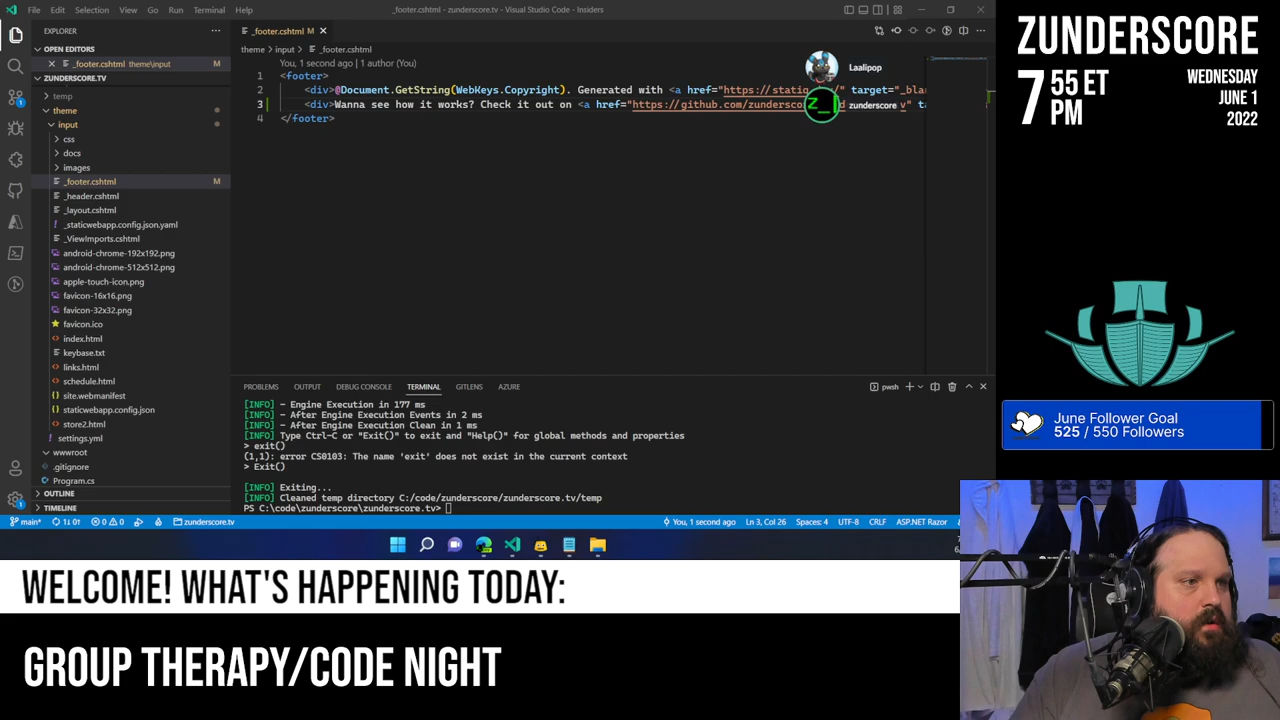 File Edit Selection View Go Run Terminal Help
_footer.cshtml - zunderscore.tv - Visual Studio Code - Insiders
ZUNDERSCORE
7 55 ET PM
WEDNESDAY
JUNE 1
2022
EXPLORER
OPEN EDITORS
_footer.cshtml theme\input M
ZUNDERSCORE.TV
temp
theme
input
css
docs
images
_footer.cshtml M
_header.cshtml
_layout.cshtml
_staticwebapp.config.json.yaml
_ViewImports.cshtml
android-chrome-192x192.png
android-chrome-512x512.png
apple-touch-icon.png
favicon-16x16.png
favicon-32x32.png
favicon.ico
index.html
keybase.txt
links.html
schedule.html
site.webmanifest
staticwebapp.config.json
store2.html
settings.yml
wwwroot
.gitignore
Program.cs
OUTLINE
TIMELINE
_footer.cshtml
theme > input > _footer.cshtml
You, 1 second ago | 1 author (You)
1 <footer>
2 <div>@Document.GetString(WebKeys.Copyright). Generated with <a href="https://statiq.
3 <div>Wanna see how it works? Check it out on <a href="https://github.com/zundersco
4 </footer>
Laalipop
z_
zunderscore
PROBLEMS OUTPUT DEBUG CONSOLE TERMINAL GITLENS AZURE
pwsh
[INFO] - Engine Execution in 177 ms
[INFO] - After Engine Execution Events in 2 ms
[INFO] - After Engine Execution Clean in 1 ms
[INFO] Type Ctrl-C or "Exit()" to exit and "Help()" for global methods and properties
> exit()
(1,1): error CS0103: The name 'exit' does not exist in the current context
> Exit()
[INFO] Exiting...
[INFO] Cleaned temp directory C:/code/zunderscore/zunderscore.tv/temp
PS C:\code\zunderscore\zunderscore.tv>
main* 1↓ 0↑ 0 0 zunderscore.tv
You, 1 second ago Ln 3, Col 26 Spaces: 4 UTF-8 CRLF ASP.NET Razor
June Follower Goal
525 / 550 Followers
WELCOME! WHAT'S HAPPENING TODAY:
GROUP THERAPY/CODE NIGHT